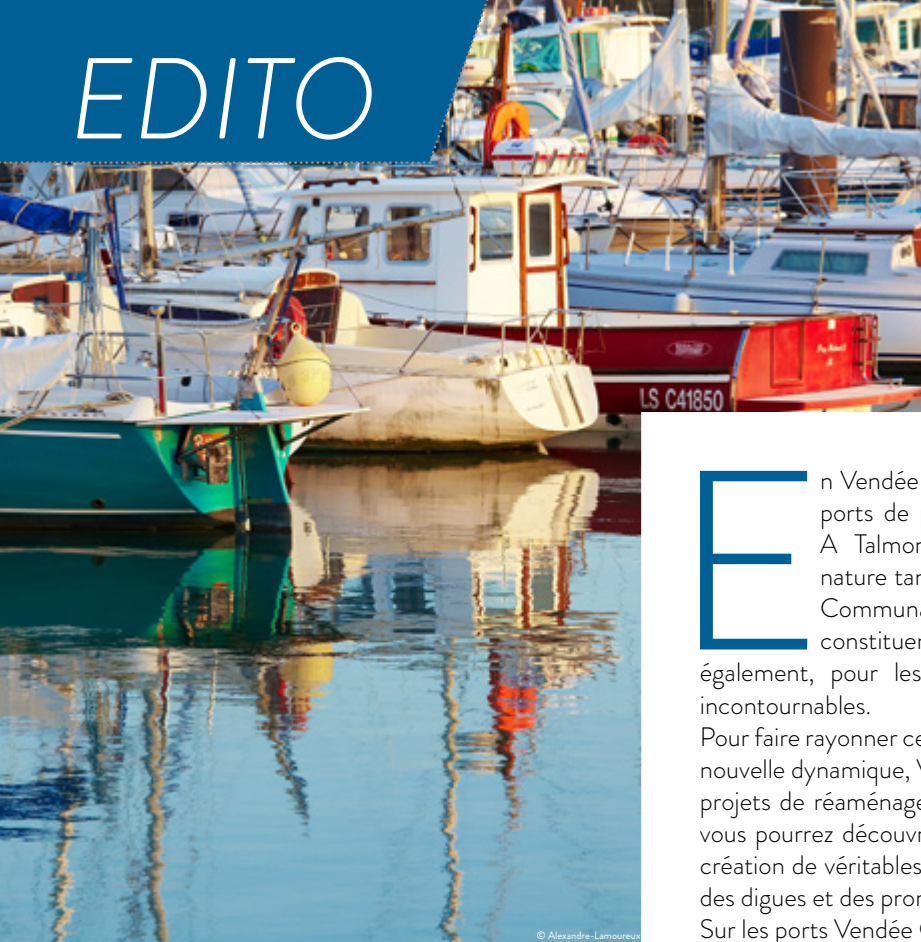 EDITO
LS C41850
En Vendée
ports de
A Talmon
nature tan
Communa
constituen
également, pour les
incontournables.
Pour faire rayonner ce
nouvelle dynamique, V
projets de réaménage
vous pourrez découvr
création de véritables
des digues et des pror
Sur les ports Vendée
© Alexandre-Lamoureux